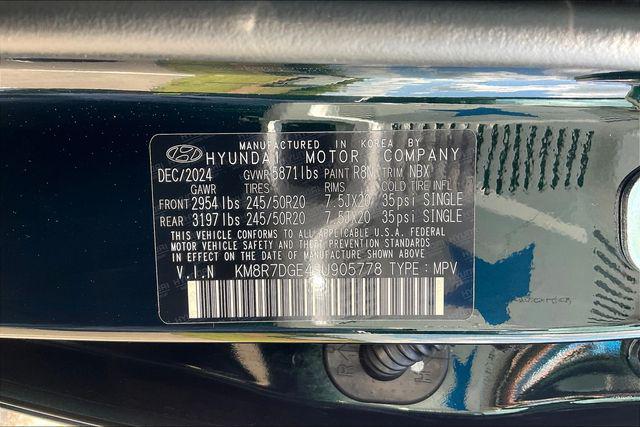 MANUFACTURED IN KOREA BY
HYUNDAI MOTOR COMPANY
DEC/2024 GVWR 5871lbs PAINT R8N TRIM NBX
GAWR TIRES RIMS COLD TIRE INFL
FRONT 2954 lbs 245/50R20 7.5JX20 35psi SINGLE
REAR 3197 lbs 245/50R20 7.5JX20 35psi SINGLE
THIS VEHICLE CONFORMS TO ALL APPLICABLE U.S.A. FEDERAL
MOTOR VEHICLE SAFETY, BUMPER, AND THEFT PREVENTION STANDARDS
IN EFFECT ON THE DATE OF MANUFACTURE SHOWN ABOVE
V.I.N TYPE : MPV